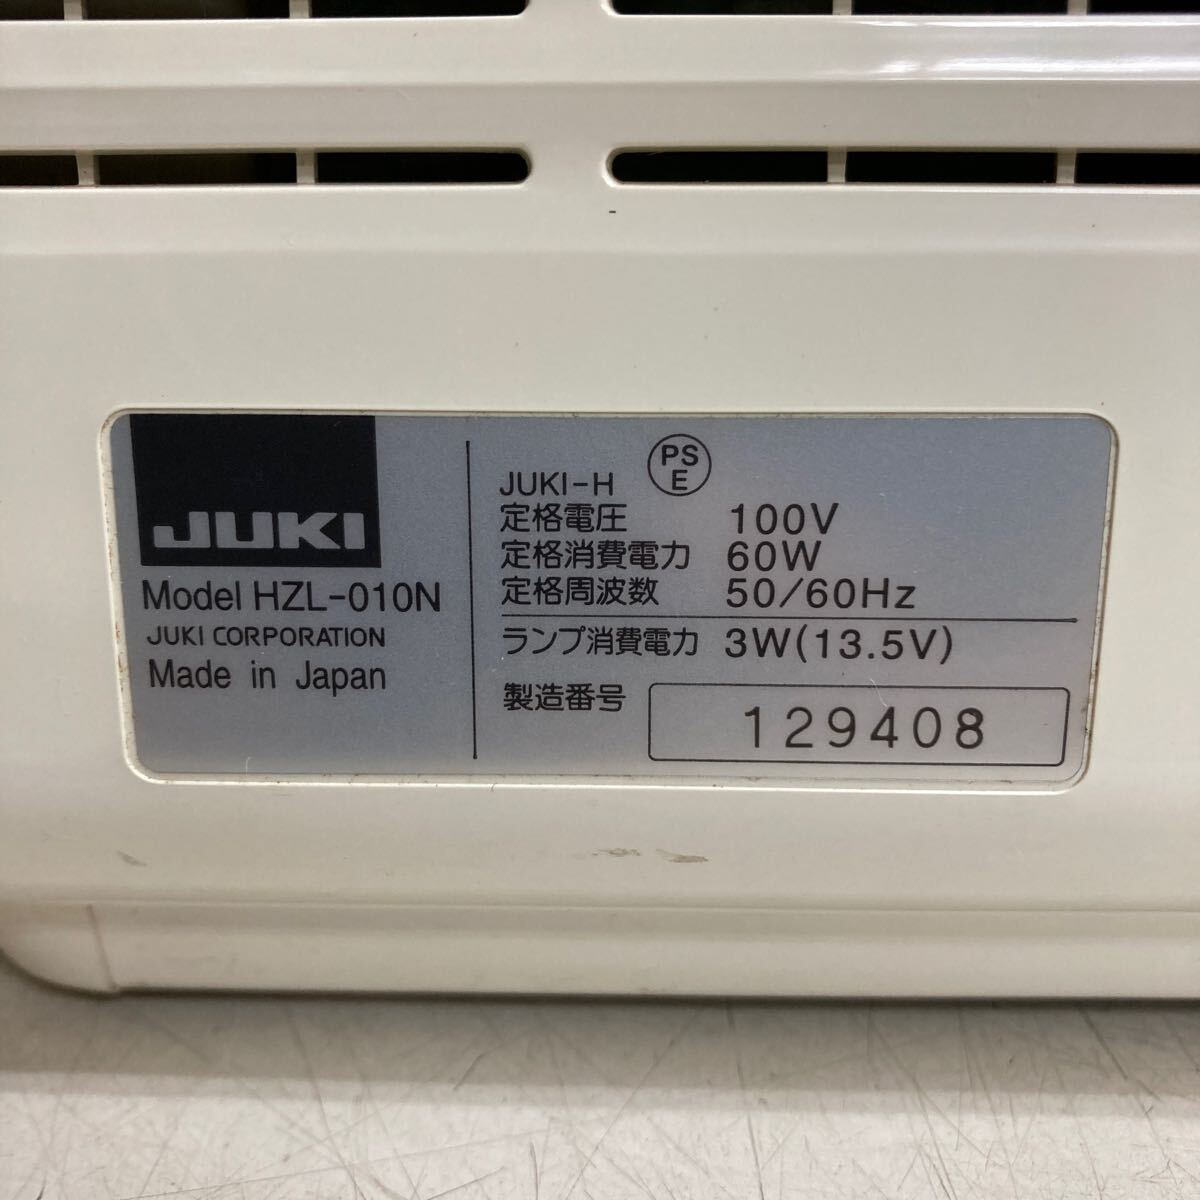 JUKI
Model HZL-010N
JUKI CORPORATION
Made in Japan
JUKI-H
PS
E
定格電圧 100V
定格消費電力 60W
定格周波数 50/60Hz
ランプ消費電力 3W(13.5V)
製造番号 129408